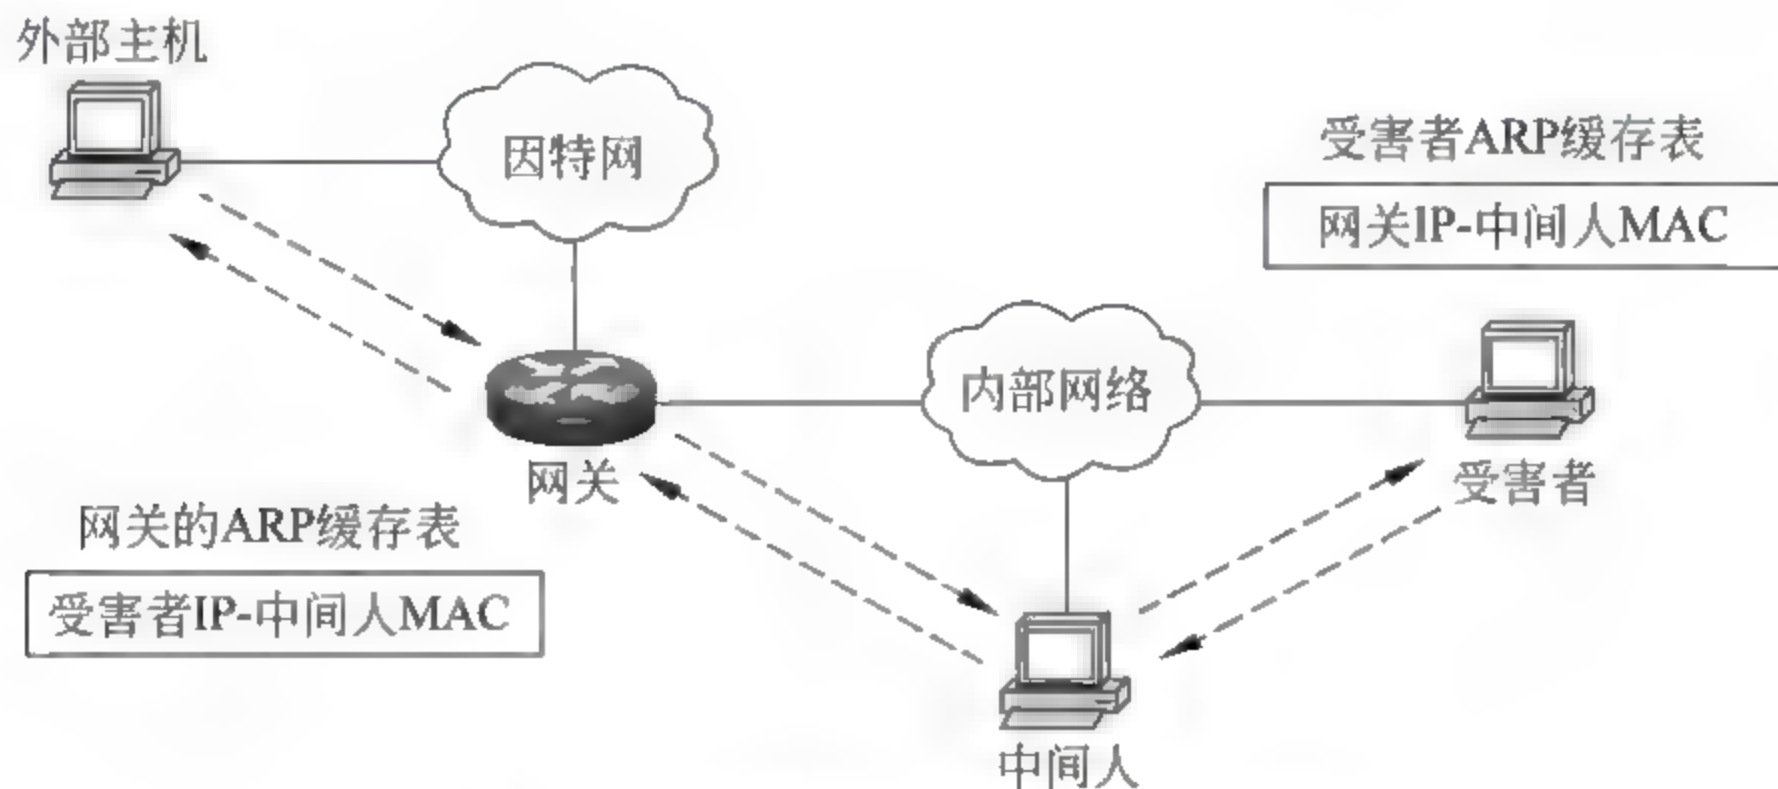 外部主机
因特网
受害者ARP缓存表
网关IP-中间人MAC
内部网络
网关
受害者
网关的ARP缓存表
受害者IP-中间人MAC
中间人